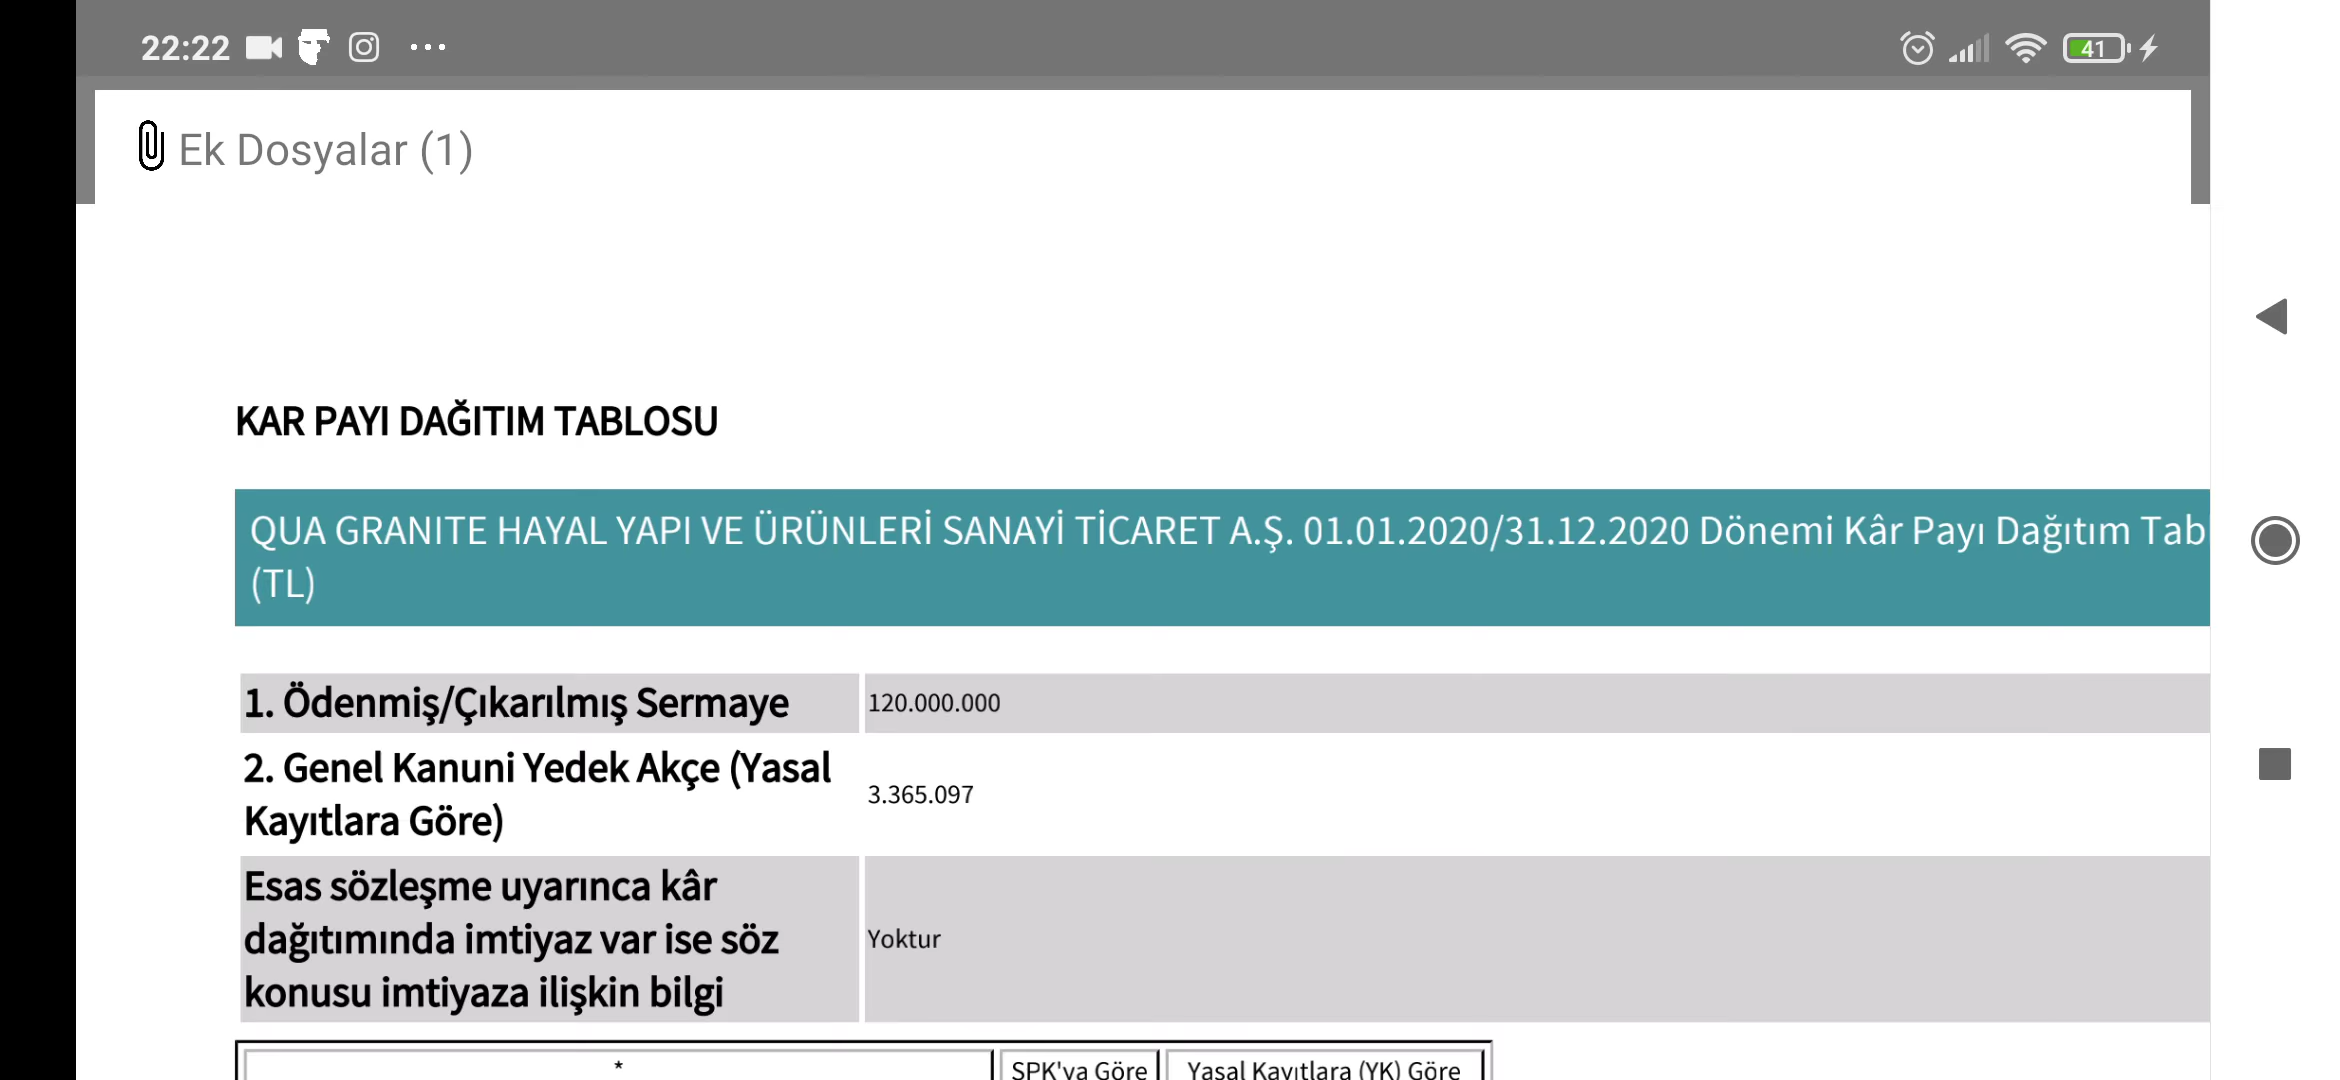 22:22
41
Ek Dosyalar (1)
KAR PAYI DAĞITIM TABLOSU
QUA GRANITE HAYAL YAPI VE ÜRÜNLERİ SANAYİ TİCARET A.Ş. 01.01.2020/31.12.2020 Dönemi Kâr Payı Dağıtım Tab
(TL)
1. Ödenmiş/Çıkarılmış Sermaye 120.000.000
2. Genel Kanuni Yedek Akçe (Yasal
Kayıtlara Göre) 3.365.097
Esas sözleşme uyarınca kâr
dağıtımında imtiyaz var ise söz
konusu imtiyaza ilişkin bilgi Yoktur
* SPK'ya Göre Yasal Kayıtlara (YK) Göre